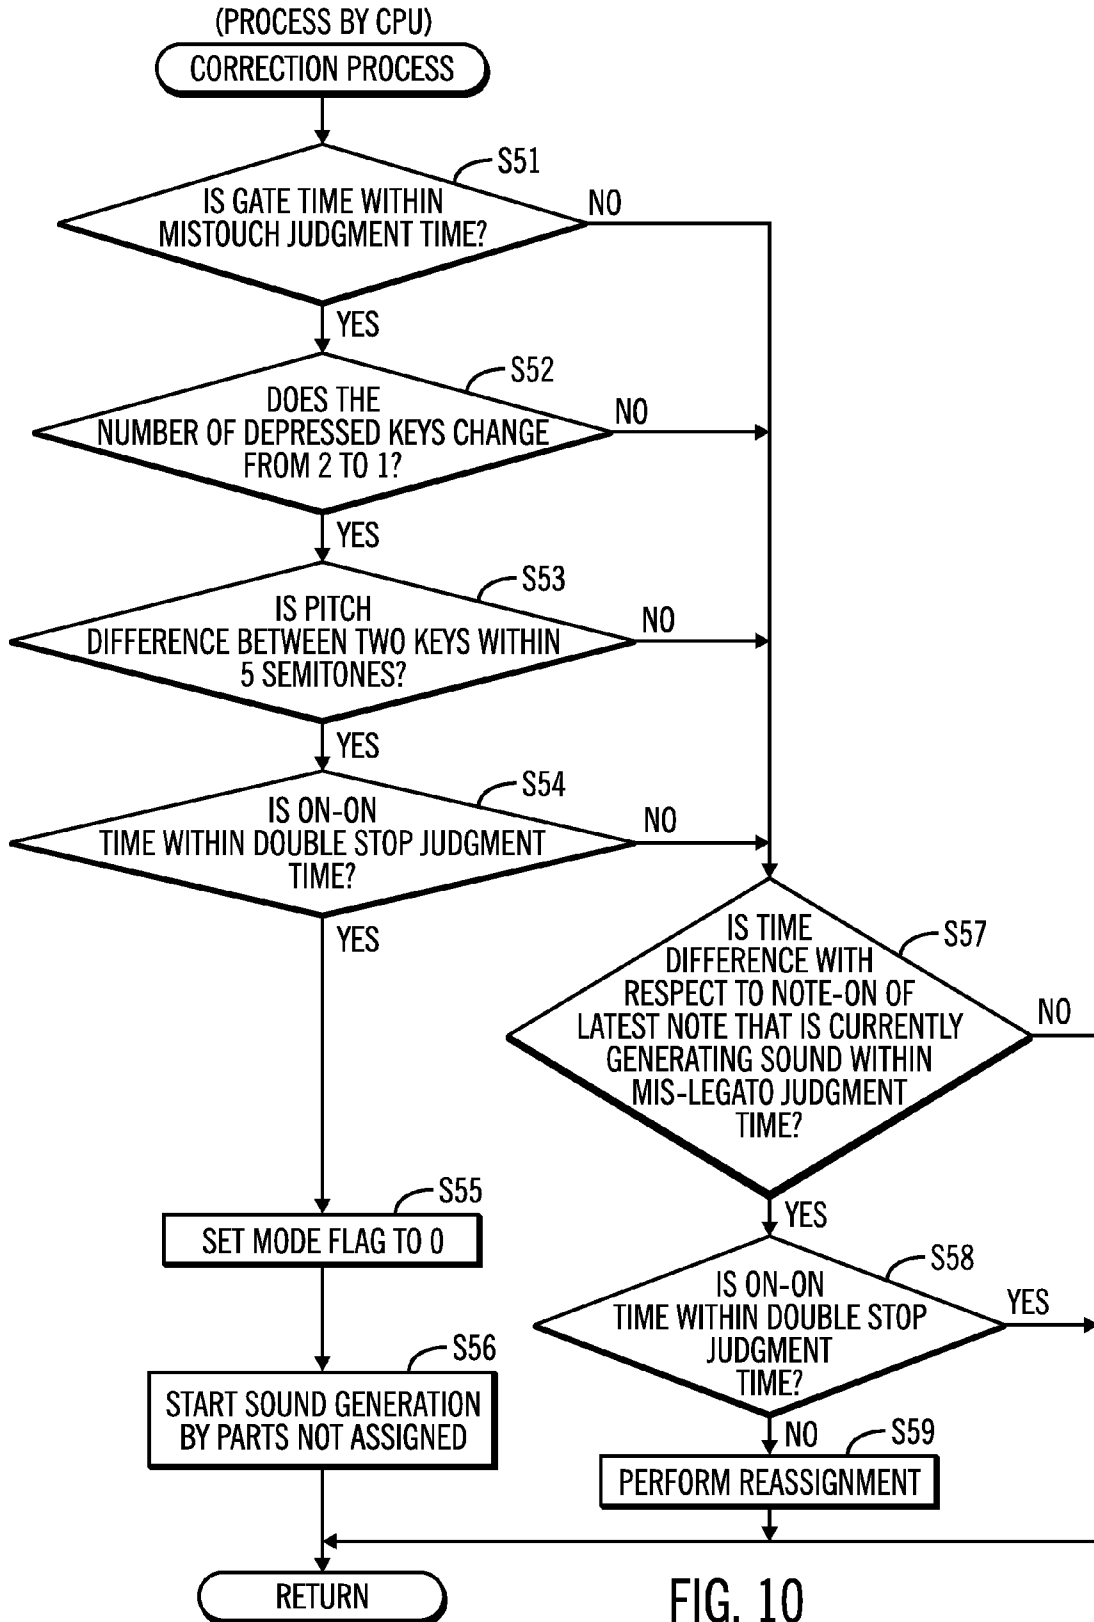 (PROCESS BY CPU)
CORRECTION PROCESS
S51
IS GATE TIME WITHIN
MISTOUCH JUDGMENT TIME?
NO
YES
S52
DOES THE
NUMBER OF DEPRESSED KEYS CHANGE
FROM 2 TO 1?
NO
YES
S53
IS PITCH
DIFFERENCE BETWEEN TWO KEYS WITHIN
5 SEMITONES?
NO
YES
S54
IS ON-ON
TIME WITHIN DOUBLE STOP JUDGMENT
TIME?
NO
YES
S57
IS TIME
DIFFERENCE WITH
RESPECT TO NOTE-ON OF
LATEST NOTE THAT IS CURRENTLY
GENERATING SOUND WITHIN
MIS-LEGATO JUDGMENT
TIME?
NO
YES
S55
SET MODE FLAG TO 0
S58
IS ON-ON
TIME WITHIN DOUBLE STOP
JUDGMENT
TIME?
YES
NO
S56
START SOUND GENERATION
BY PARTS NOT ASSIGNED
S59
PERFORM REASSIGNMENT
RETURN
FIG. 10